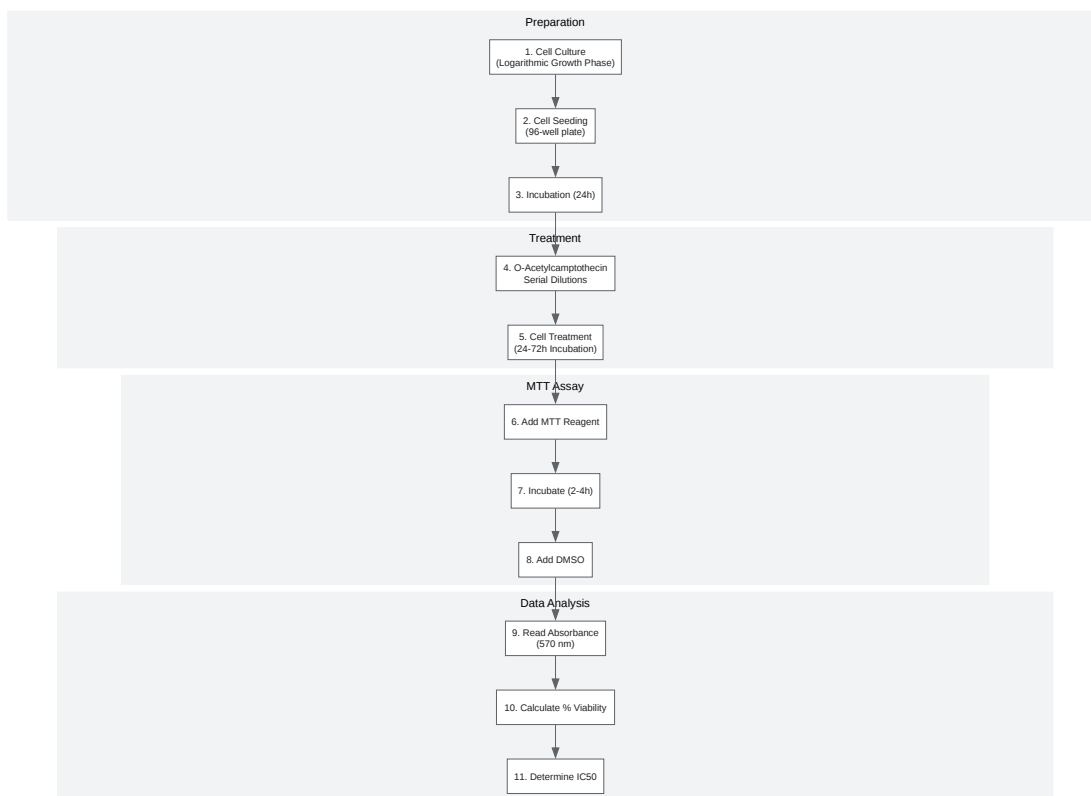 Preparation
1. Cell Culture
(Logarithmic Growth Phase)
2. Cell Seeding
(96-well plate)
3. Incubation (24h)
Treatment
4. O-Acetylcamptothecin
Serial Dilutions
5. Cell Treatment
(24-72h Incubation)
MTT Assay
6. Add MTT Reagent
7. Incubate (2-4h)
8. Add DMSO
Data Analysis
9. Read Absorbance
(570 nm)
10. Calculate % Viability
11. Determine IC50